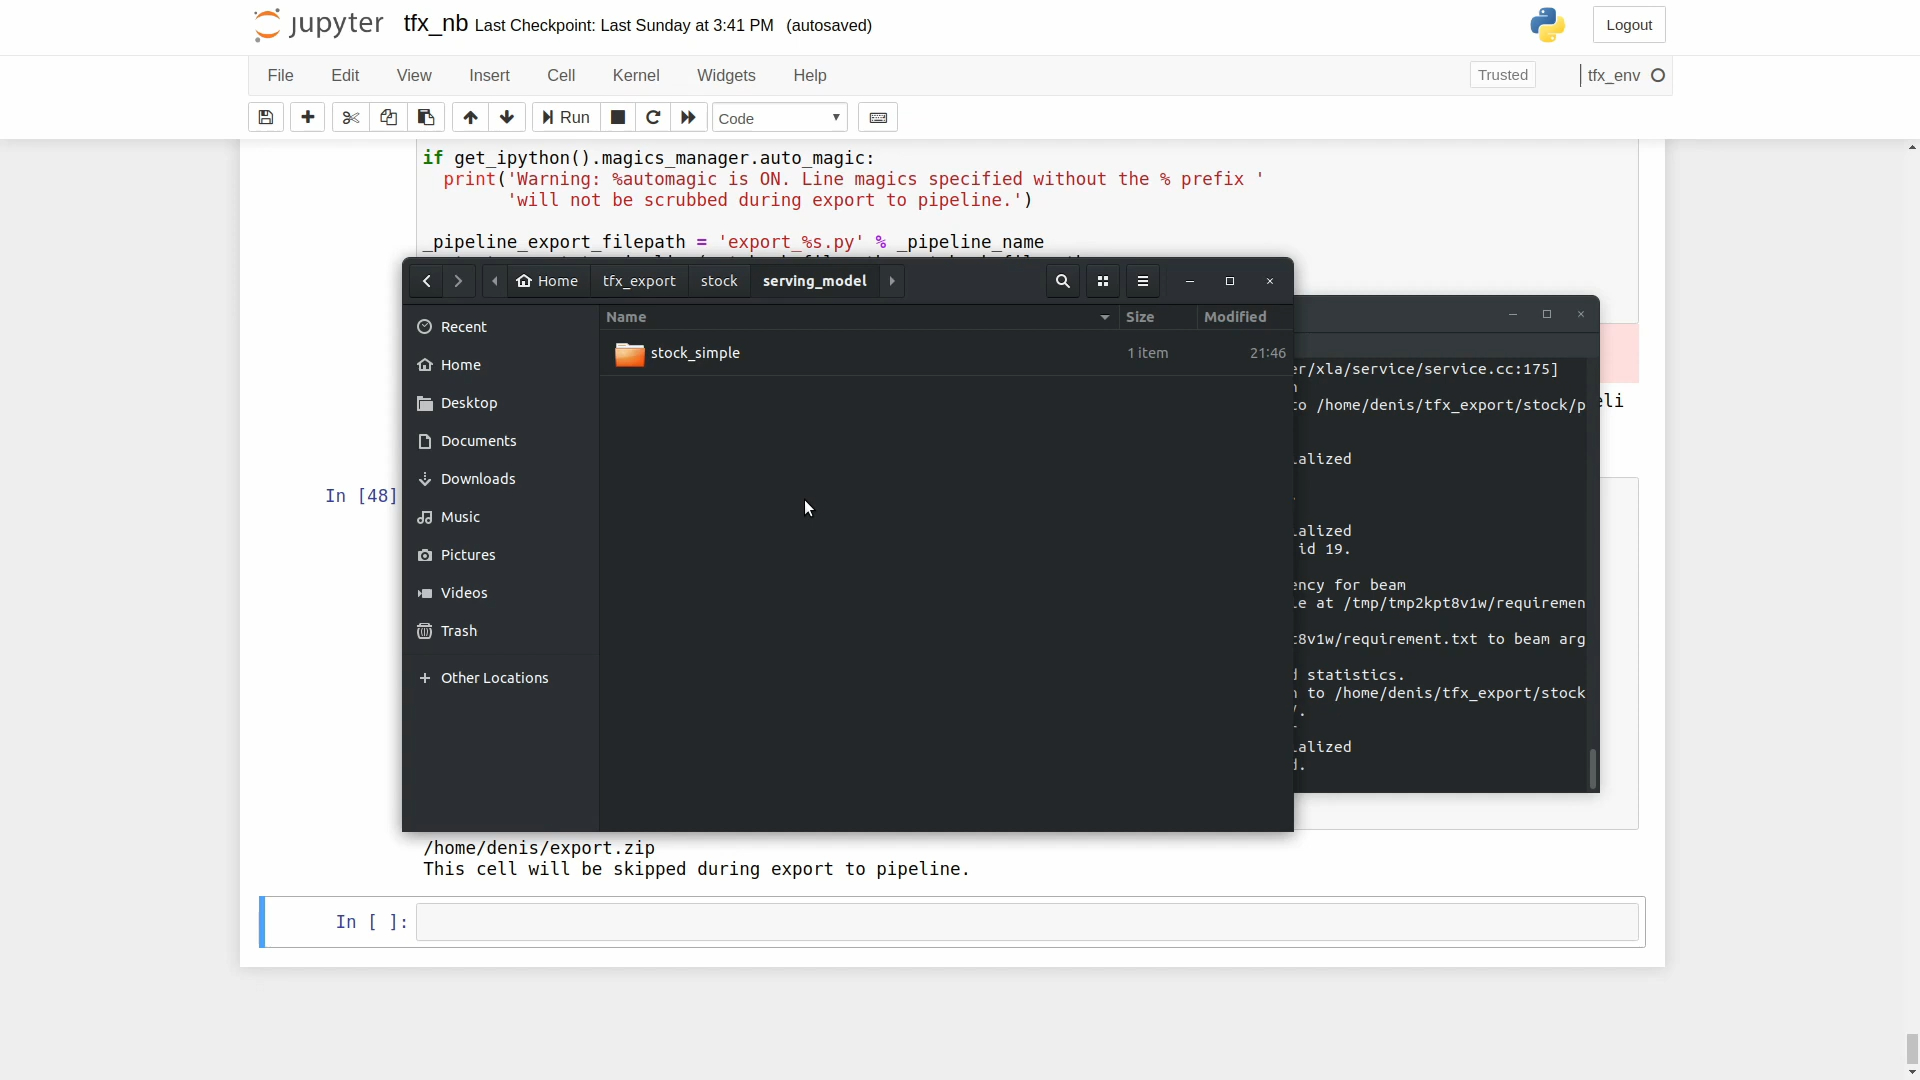 jupyter tfx_nb Last Checkpoint: Last Sunday at 3:41 PM (autosaved)
Logout
File Edit View Insert Cell Kernel Widgets Help
Trusted
tfx_env
Run
Code
if get_ipython().magics_manager.auto_magic:
print('Warning: %automagic is ON. Line magics specified without the % prefix '
'will not be scrubbed during export to pipeline.')
_pipeline_export_filepath = 'export_%s.py' % _pipeline_name
Home tfx_export stock serving_model
Name Size Modified
stock_simple 1 item 21:46
Recent
Home
Desktop
Documents
Downloads
Music
Pictures
Videos
Trash
+ Other Locations
er/xla/service/service.cc:175]
to /home/denis/tfx_export/stock/p
alized
alized
id 19.
ency for beam
le at /tmp/tmp2kpt8v1w/requiremen
t8v1w/requirement.txt to beam arg
d statistics.
n to /home/denis/tfx_export/stock
/.
alized
d.
eli
In [48]
/home/denis/export.zip
This cell will be skipped during export to pipeline.
In [ ]: